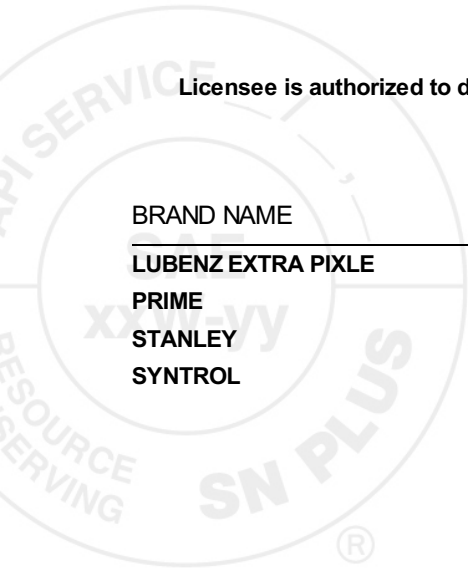 Licensee is authorized to d
BRAND NAME
LUBENZ EXTRA PIXLE
PRIME
STANLEY
SYNTROL
API SERVICE
SAE
xxW-yy
RESOURCE
SERVING
SN PLUS
®